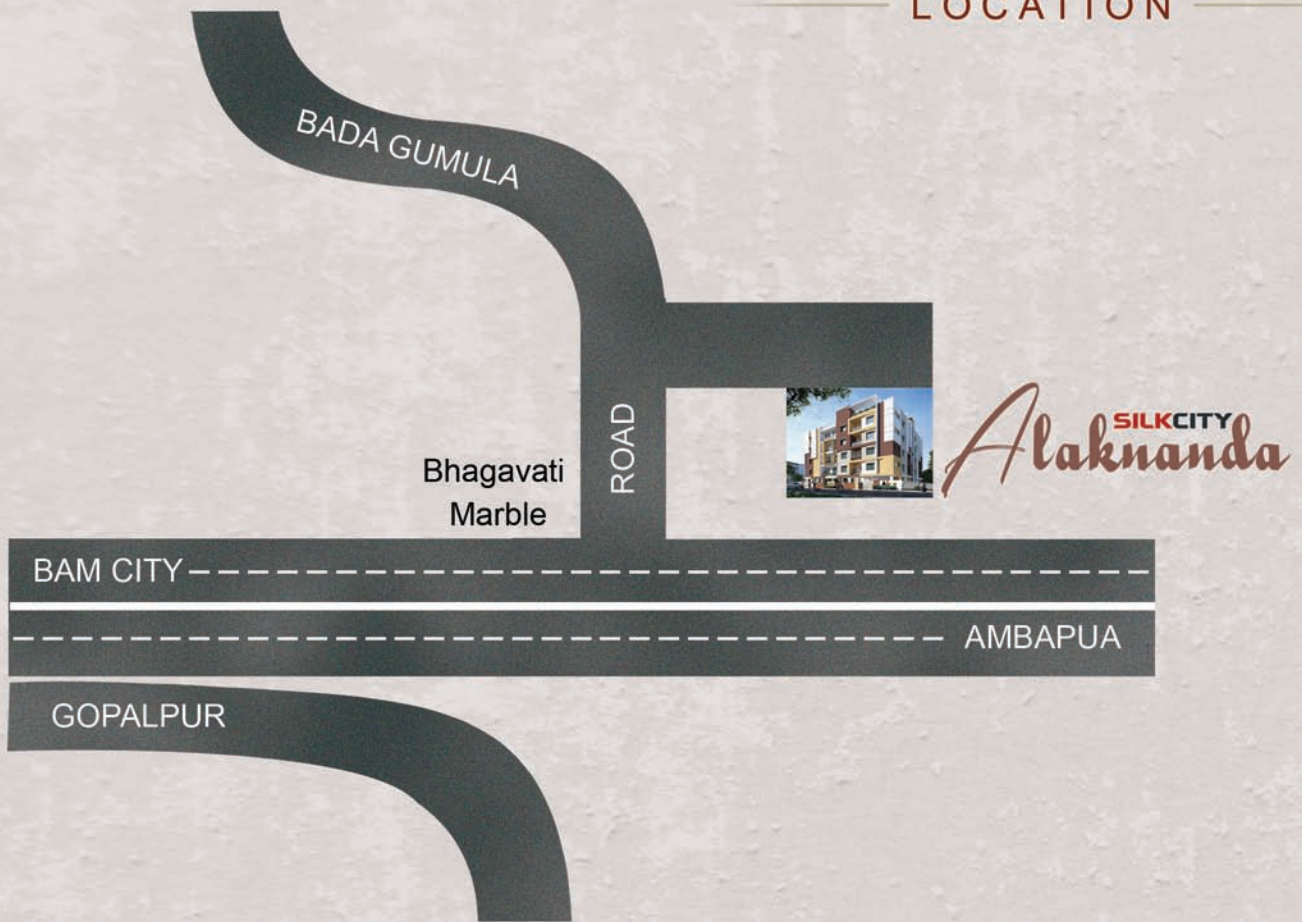 LOCATION
BADA GUMULA
ROAD
SILKCITY
Alaknanda
Bhagavati
Marble
BAM CITY
AMBAPUA
GOPALPUR